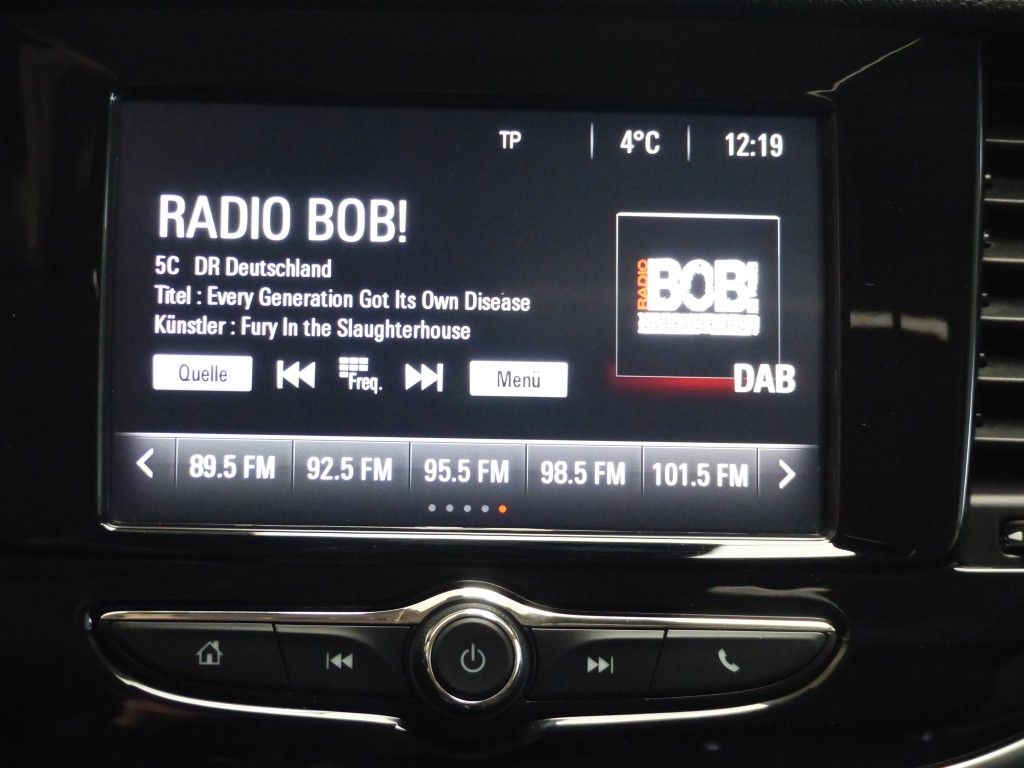 TP 4°C 12:19
RADIO BOB!
5C DR Deutschland
Titel : Every Generation Got Its Own Disease
Künstler : Fury In the Slaughterhouse
Quelle Freq. Menü
RADIO BOB!
DAB
89.5 FM 92.5 FM 95.5 FM 98.5 FM 101.5 FM